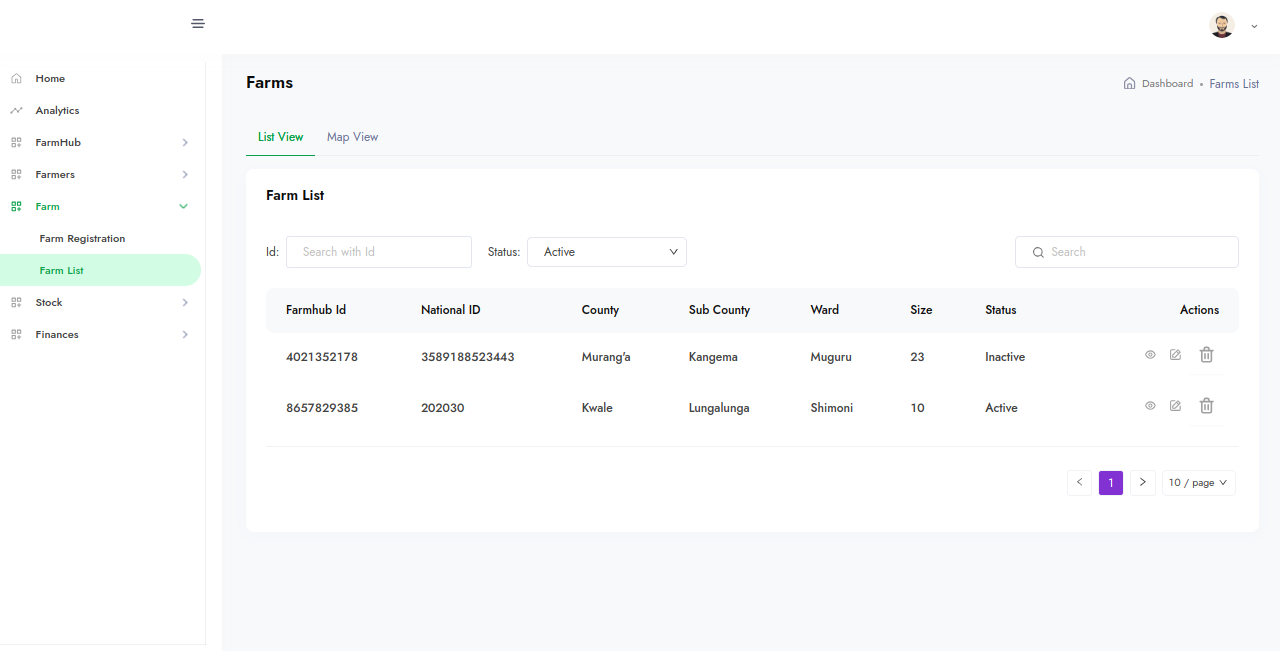 Home
Analytics
FarmHub
Farmers
Farm
Farm Registration
Farm List
Stock
Finances
Farms
Dashboard • Farms List
List View Map View
Farm List
Id: Search with Id Status: Active Search
Farmhub Id National ID County Sub County Ward Size Status Actions
4021352178 3589188523443 Murang'a Kangema Muguru 23 Inactive
8657829385 202030 Kwale Lungalunga Shimoni 10 Active
< 1 > 10 / page